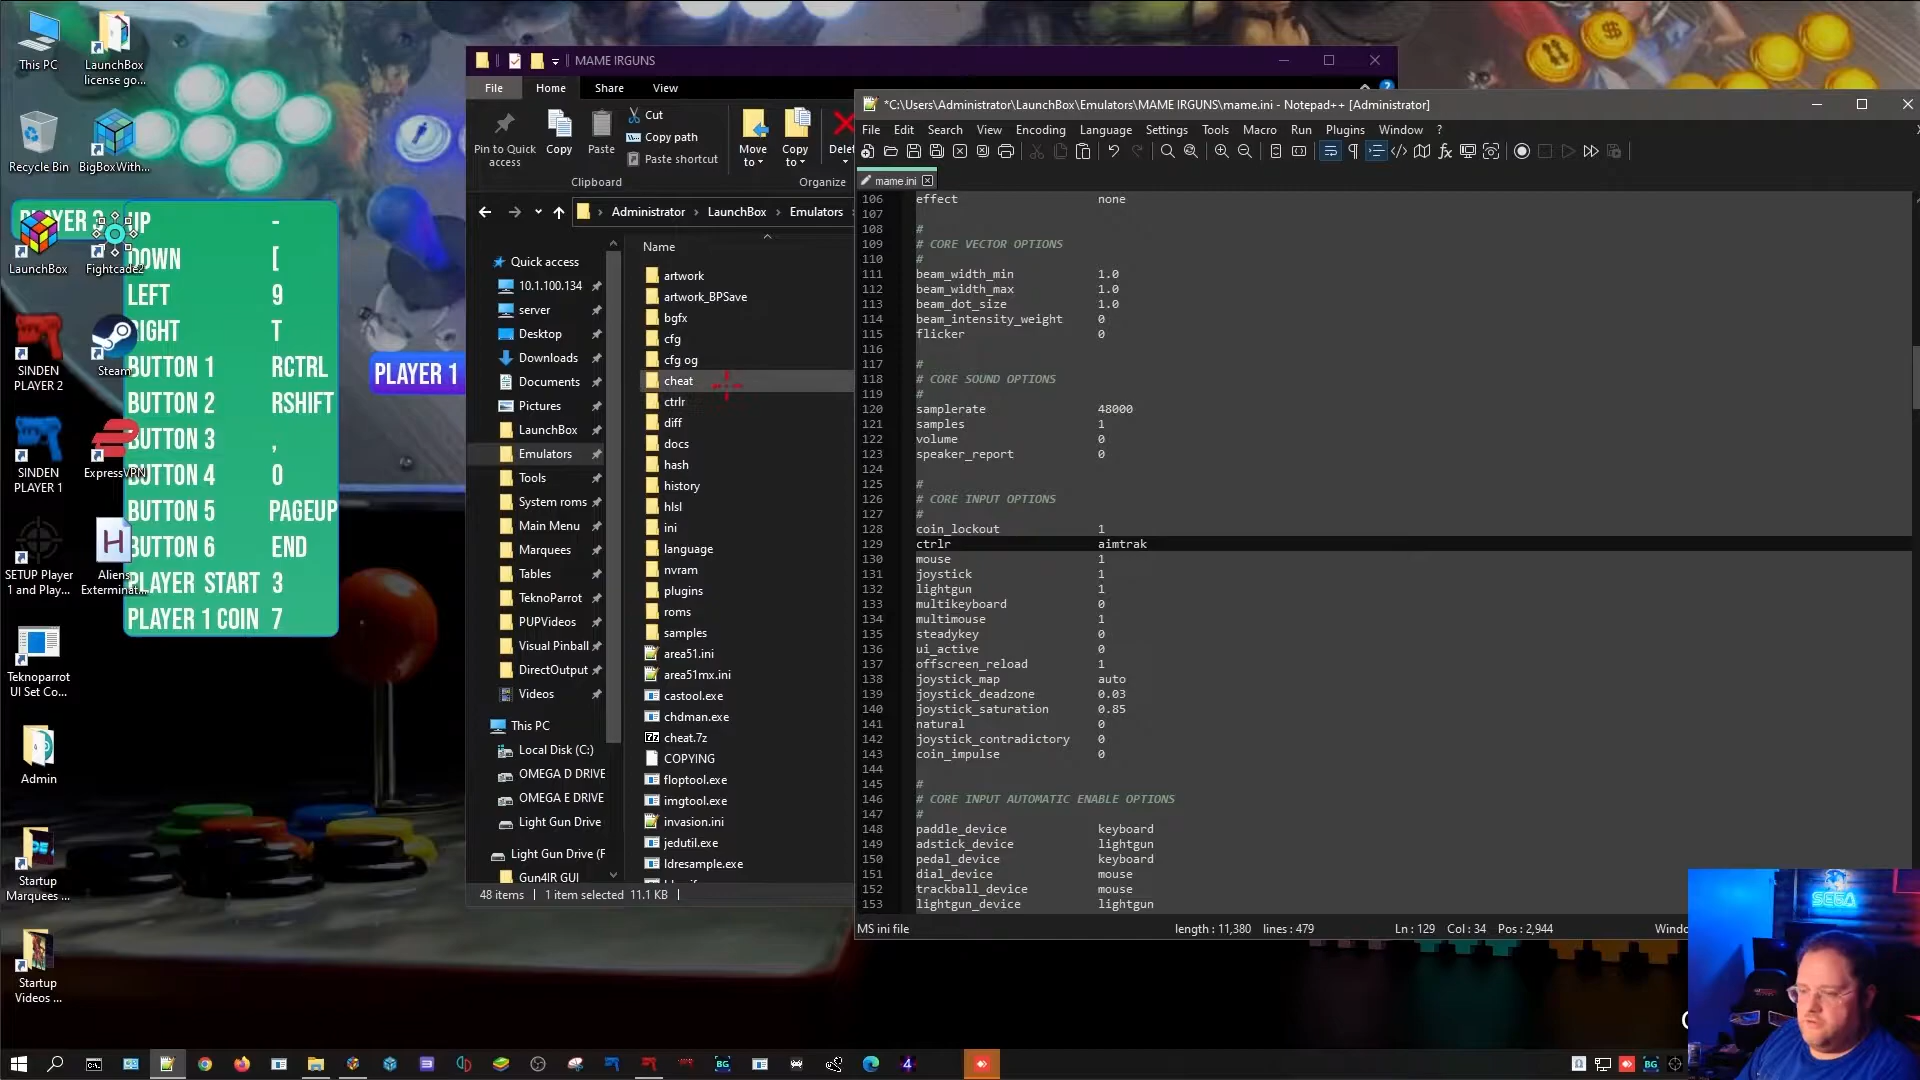 This PC
LaunchBox
license go...
Recycle Bin
BigBoxWith...
PLAYER 3
UP -
DOWN [
LEFT 9
RIGHT T
BUTTON 1 RCTRL
BUTTON 2 RSHIFT
BUTTON 3 ,
BUTTON 4 0
BUTTON 5 PAGEUP
BUTTON 6 END
PLAYER START 3
PLAYER 1 COIN 7
LaunchBox
Fightcade2
SINDEN
PLAYER 2
Steam
SINDEN
PLAYER 1
ExpressVPN
SETUP Player
1 and Play...
Aliens
Exterminat...
Teknoparrot
UI Set Co...
Admin
Startup
Marquees ...
Startup
Videos ...
PLAYER 1
MAME IRGUNS
File Home Share View
Pin to Quick
access
Copy
Paste
Cut
Copy path
Paste shortcut
Move
to
Copy
to
Delet
Clipboard
Organize
Administrator LaunchBox Emulators
Quick access
10.1.100.134
server
Desktop
Downloads
Documents
Pictures
LaunchBox
Emulators
Tools
System roms
Main Menu
Marquees
Tables
TeknoParrot
PUPVideos
Visual Pinball
DirectOutput
Videos
This PC
Local Disk (C:)
OMEGA D DRIVE
OMEGA E DRIVE
Light Gun Drive
Light Gun Drive (F
Gun4IR GUI
Name
artwork
artwork_BPSave
bgfx
cfg
cfg og
cheat
ctrlr
diff
docs
hash
history
hlsl
ini
language
nvram
plugins
roms
samples
area51.ini
area51mx.ini
castool.exe
chdman.exe
cheat.7z
COPYING
floptool.exe
imgtool.exe
invasion.ini
jedutil.exe
ldresample.exe
48 items 1 item selected 11.1 KB
*C:\Users\Administrator\LaunchBox\Emulators\MAME IRGUNS\mame.ini - Notepad++ [Administrator]
File Edit Search View Encoding Language Settings Tools Macro Run Plugins Window ?
mame.ini
106 effect none
107
108 #
109 # CORE VECTOR OPTIONS
110 #
111 beam_width_min 1.0
112 beam_width_max 1.0
113 beam_dot_size 1.0
114 beam_intensity_weight 0
115 flicker 0
116
117 #
118 # CORE SOUND OPTIONS
119 #
120 samplerate 48000
121 samples 1
122 volume 0
123 speaker_report 0
124
125 #
126 # CORE INPUT OPTIONS
127 #
128 coin_lockout 1
129 ctrlr aimtrak
130 mouse 1
131 joystick 1
132 lightgun 1
133 multikeyboard 0
134 multimouse 1
135 steadykey 0
136 ui_active 0
137 offscreen_reload 1
138 joystick_map auto
139 joystick_deadzone 0.03
140 joystick_saturation 0.85
141 natural 0
142 joystick_contradictory 0
143 coin_impulse 0
144
145 #
146 # CORE INPUT AUTOMATIC ENABLE OPTIONS
147 #
148 paddle_device keyboard
149 adstick_device lightgun
150 pedal_device keyboard
151 dial_device mouse
152 trackball_device mouse
153 lightgun_device lightgun
MS ini file length : 11,380 lines : 479 Ln : 129 Col : 34 Pos : 2,944 Windo
SEGA
BG
4
BG